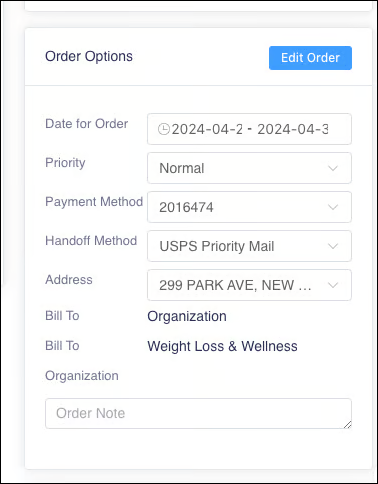 Order Options
Edit Order
Date for Order
2024-04-2 - 2024-04-3
Priority
Normal
Payment Method
2016474
Handoff Method
USPS Priority Mail
Address
299 PARK AVE, NEW ...
Bill To
Organization
Bill To
Weight Loss & Wellness
Organization
Order Note